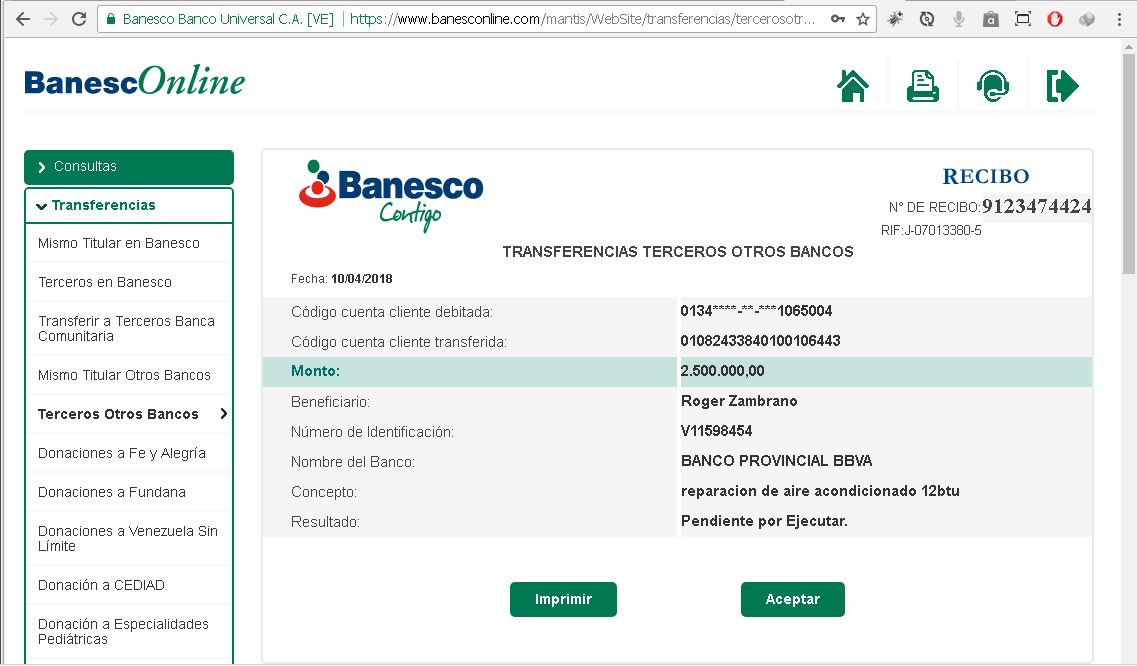 Banesco Banco Universal C.A. [VE] https://www.banesconline.com/mantis/WebSite/transferencias/tercerosotr...
BanescOnline
Consultas
Transferencias
Mismo Titular en Banesco
Terceros en Banesco
Transferir a Terceros Banca
Comunitaria
Mismo Titular Otros Bancos
Terceros Otros Bancos
Donaciones a Fe y Alegría
Donaciones a Fundana
Donaciones a Venezuela Sin
Límite
Donación a CEDIAD
Donación a Especialidades
Pediátricas
Banesco
Contigo
RECIBO
N° DE RECIBO:9123474424
RIF:J-07013380-5
TRANSFERENCIAS TERCEROS OTROS BANCOS
Fecha: 10/04/2018
Código cuenta cliente debitada: 0134****-**-***1065004
Código cuenta cliente transferida: 01082433840100106443
Monto: 2.500.000,00
Beneficiario: Roger Zambrano
Número de Identificación: V11598454
Nombre del Banco: BANCO PROVINCIAL BBVA
Concepto: reparacion de aire acondicionado 12btu
Resultado: Pendiente por Ejecutar.
Imprimir Aceptar